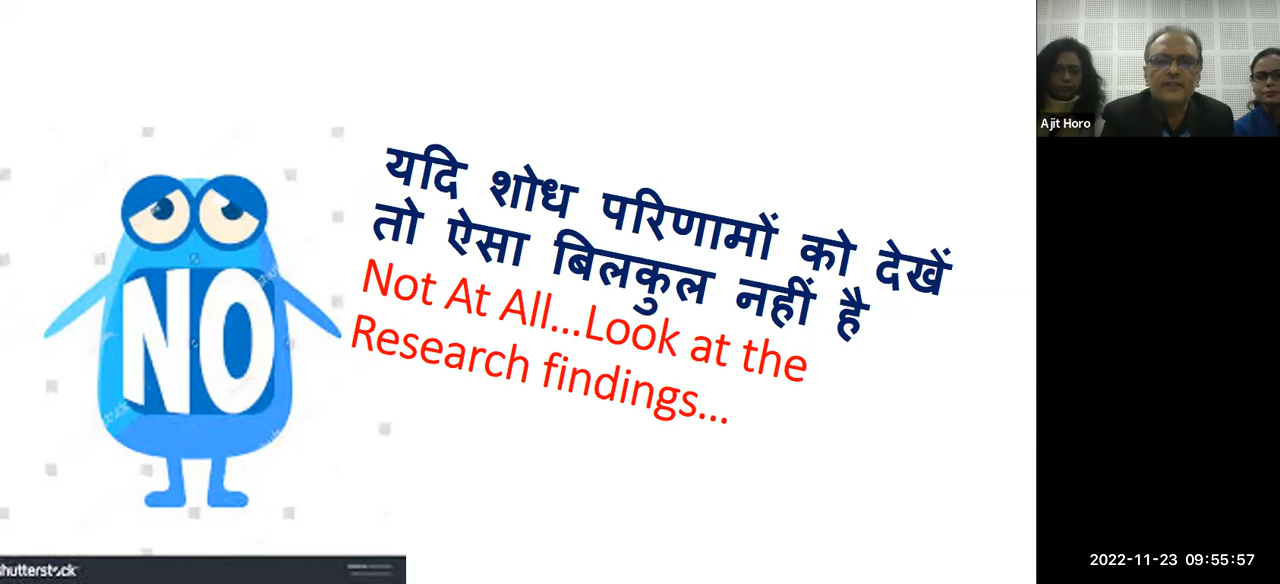 NO
यदि शोध परिणामों को देखें
तो ऐसा बिलकुल नहीं है
Not At All...Look at the
Research findings...
shutterstock
Ajit Horo
2022-11-23 09:55:57